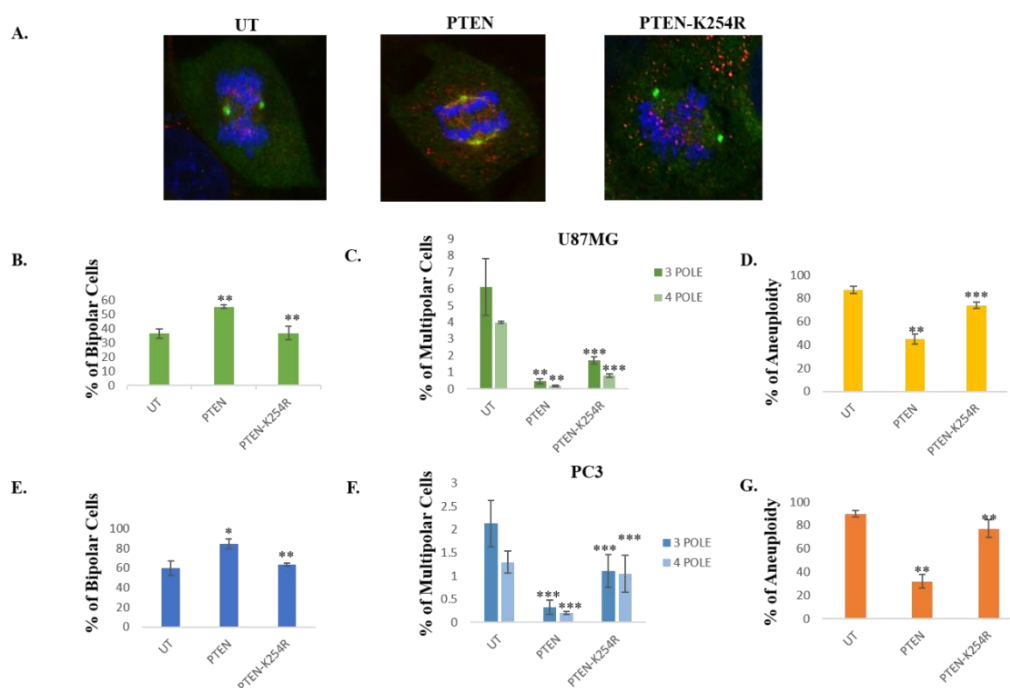 A.
UT
PTEN
PTEN-K254R
U87MG
B.
% of Bipolar Cells
60
50
40
30
20
10
0
**
**
UT
PTEN
PTEN-K254R
C.
% of Multipolar Cells
9
8
7
6
5
4
3
2
1
0
** **
*** ***
UT
PTEN
PTEN-K254R
3 POLE
4 POLE
D.
% of Aneuploidy
100
80
60
40
20
0
**
***
UT
PTEN
PTEN-K254R
PC3
E.
% of Bipolar Cells
100
80
60
40
20
0
*
**
UT
PTEN
PTEN-K254R
F.
% of Multipolar Cells
3
2.5
2
1.5
1
0.5
0
*** ***
*** ***
UT
PTEN
PTEN-K254R
3 POLE
4 POLE
G.
% of Aneuploidy
100
80
60
40
20
0
**
**
UT
PTEN
PTEN-K254R